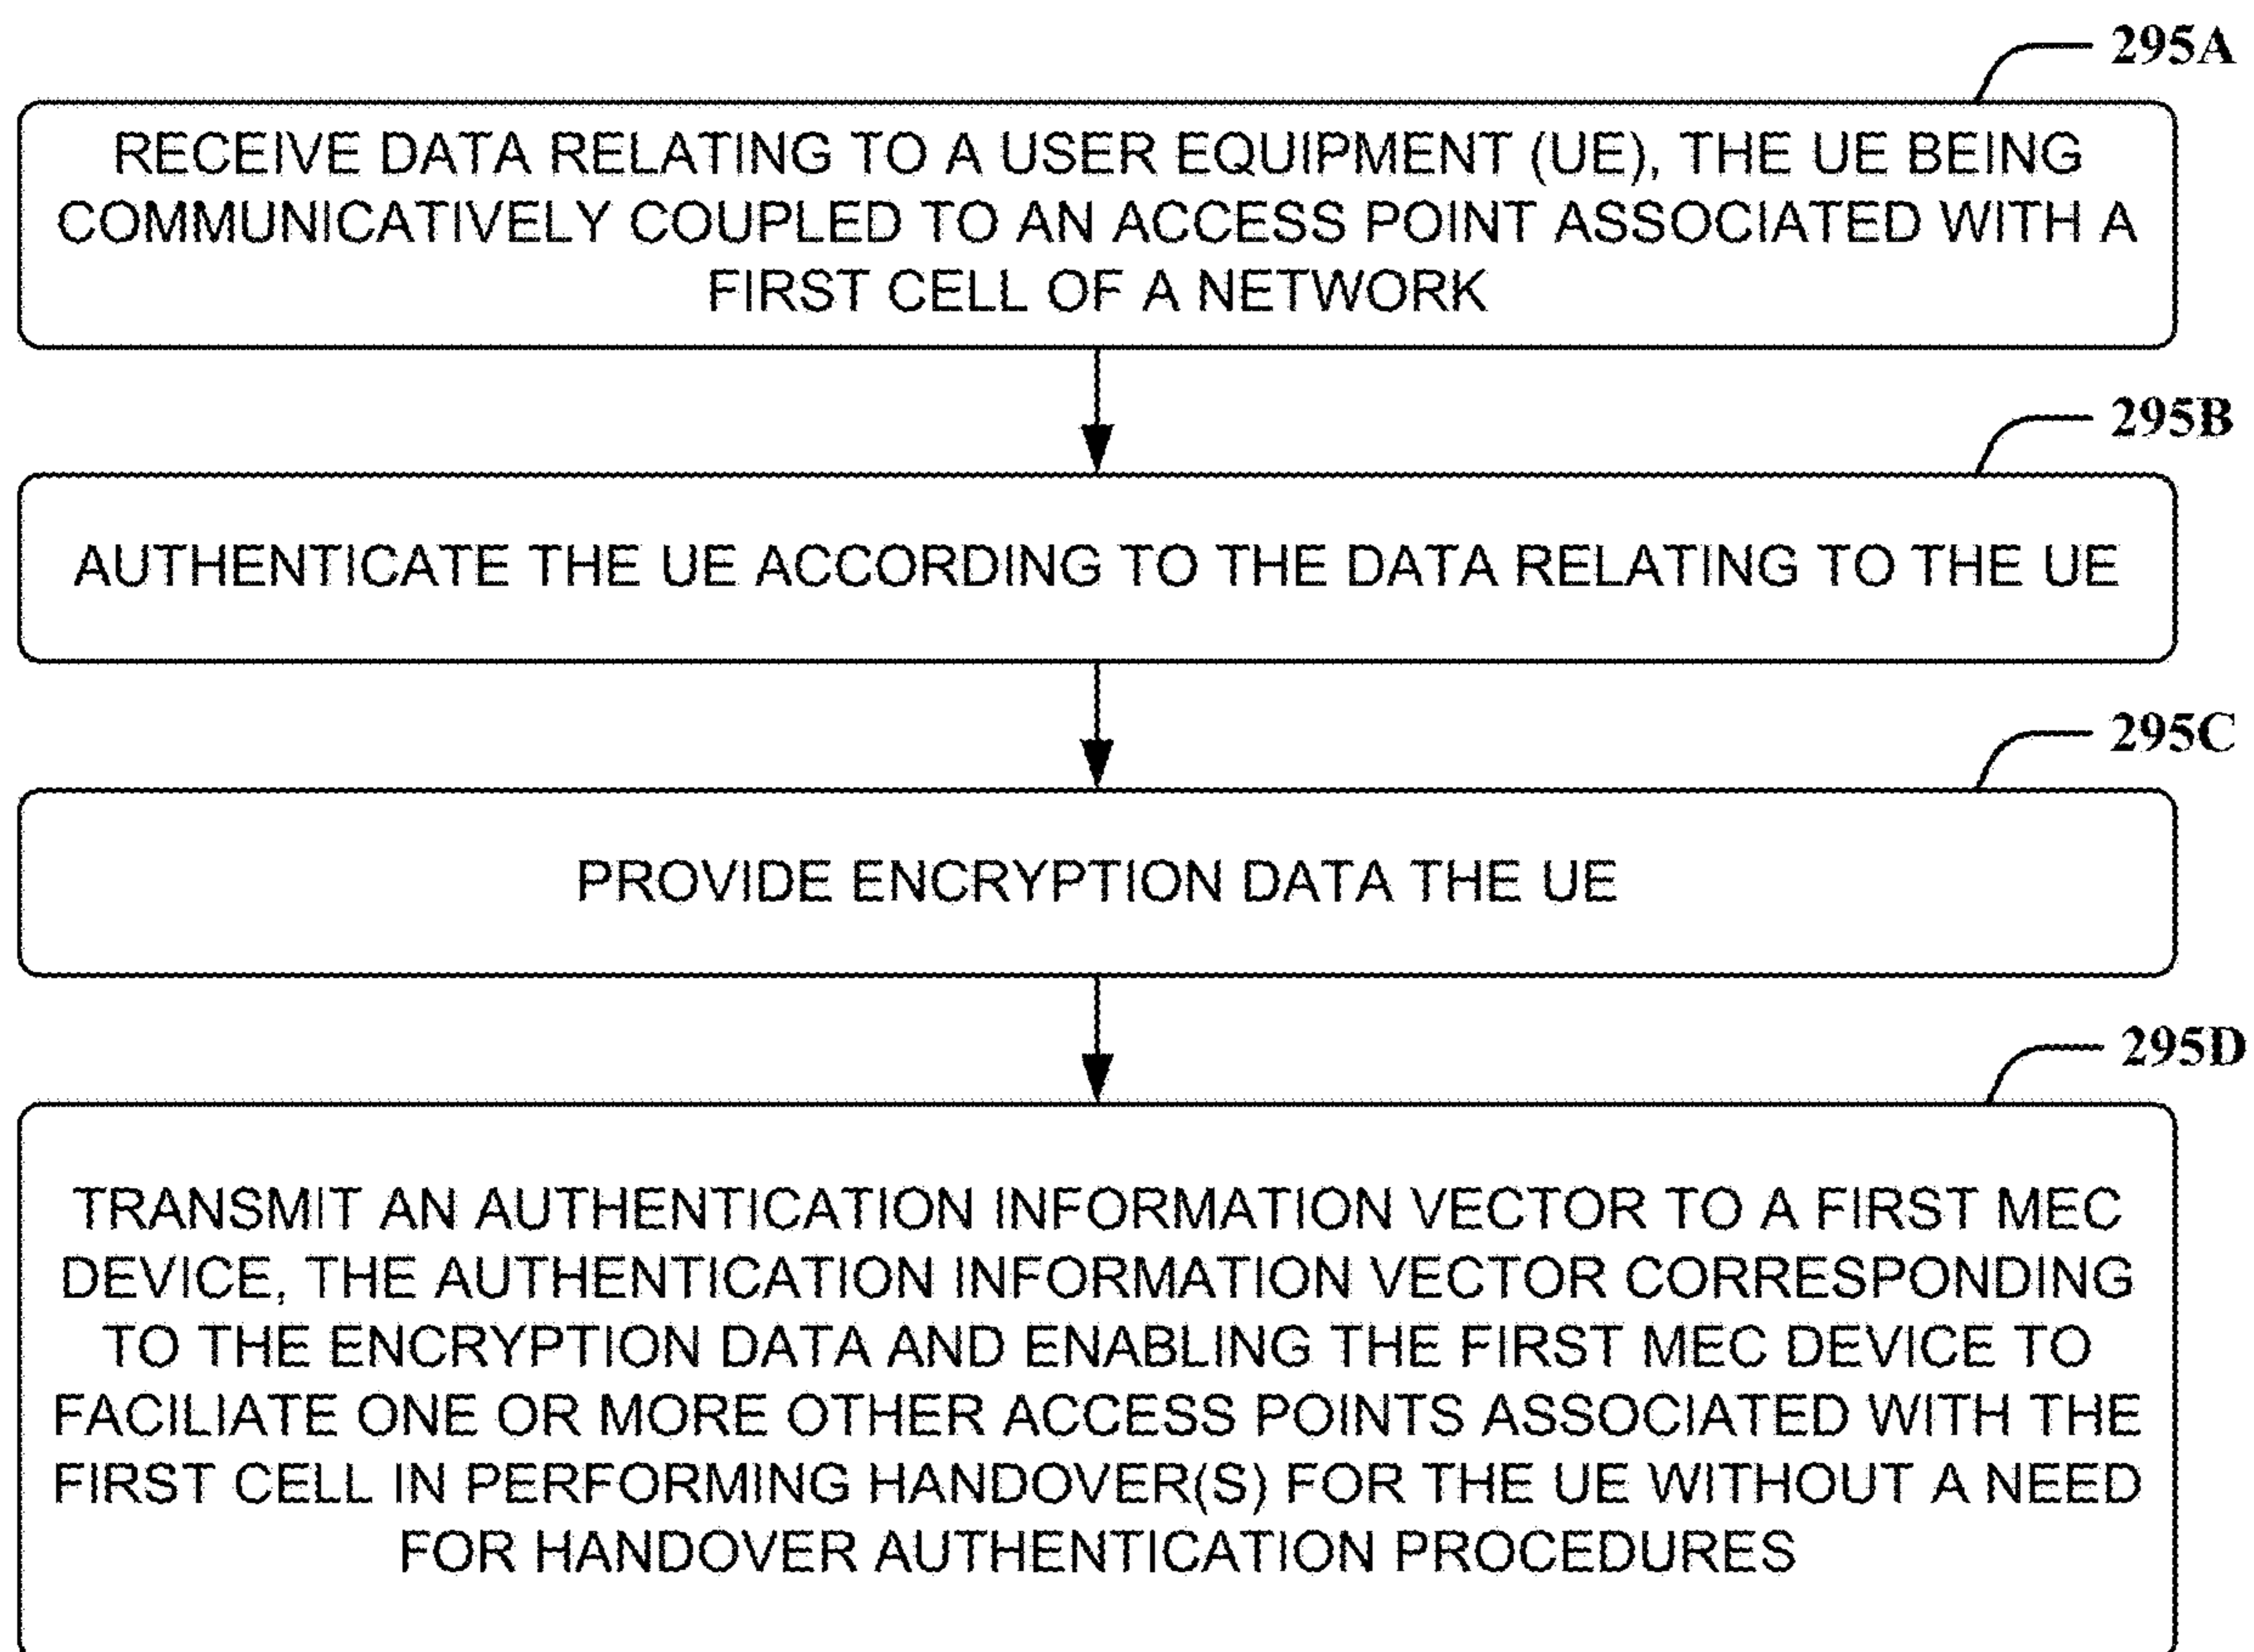 295A
RECEIVE DATA RELATING TO A USER EQUIPMENT (UE), THE UE BEING
COMMUNICATIVELY COUPLED TO AN ACCESS POINT ASSOCIATED WITH A
FIRST CELL OF A NETWORK
295B
AUTHENTICATE THE UE ACCORDING TO THE DATA RELATING TO THE UE
295C
PROVIDE ENCRYPTION DATA THE UE
295D
TRANSMIT AN AUTHENTICATION INFORMATION VECTOR TO A FIRST MEC
DEVICE, THE AUTHENTICATION INFORMATION VECTOR CORRESPONDING
TO THE ENCRYPTION DATA AND ENABLING THE FIRST MEC DEVICE TO
FACILIATE ONE OR MORE OTHER ACCESS POINTS ASSOCIATED WITH THE
FIRST CELL IN PERFORMING HANDOVER(S) FOR THE UE WITHOUT A NEED
FOR HANDOVER AUTHENTICATION PROCEDURES